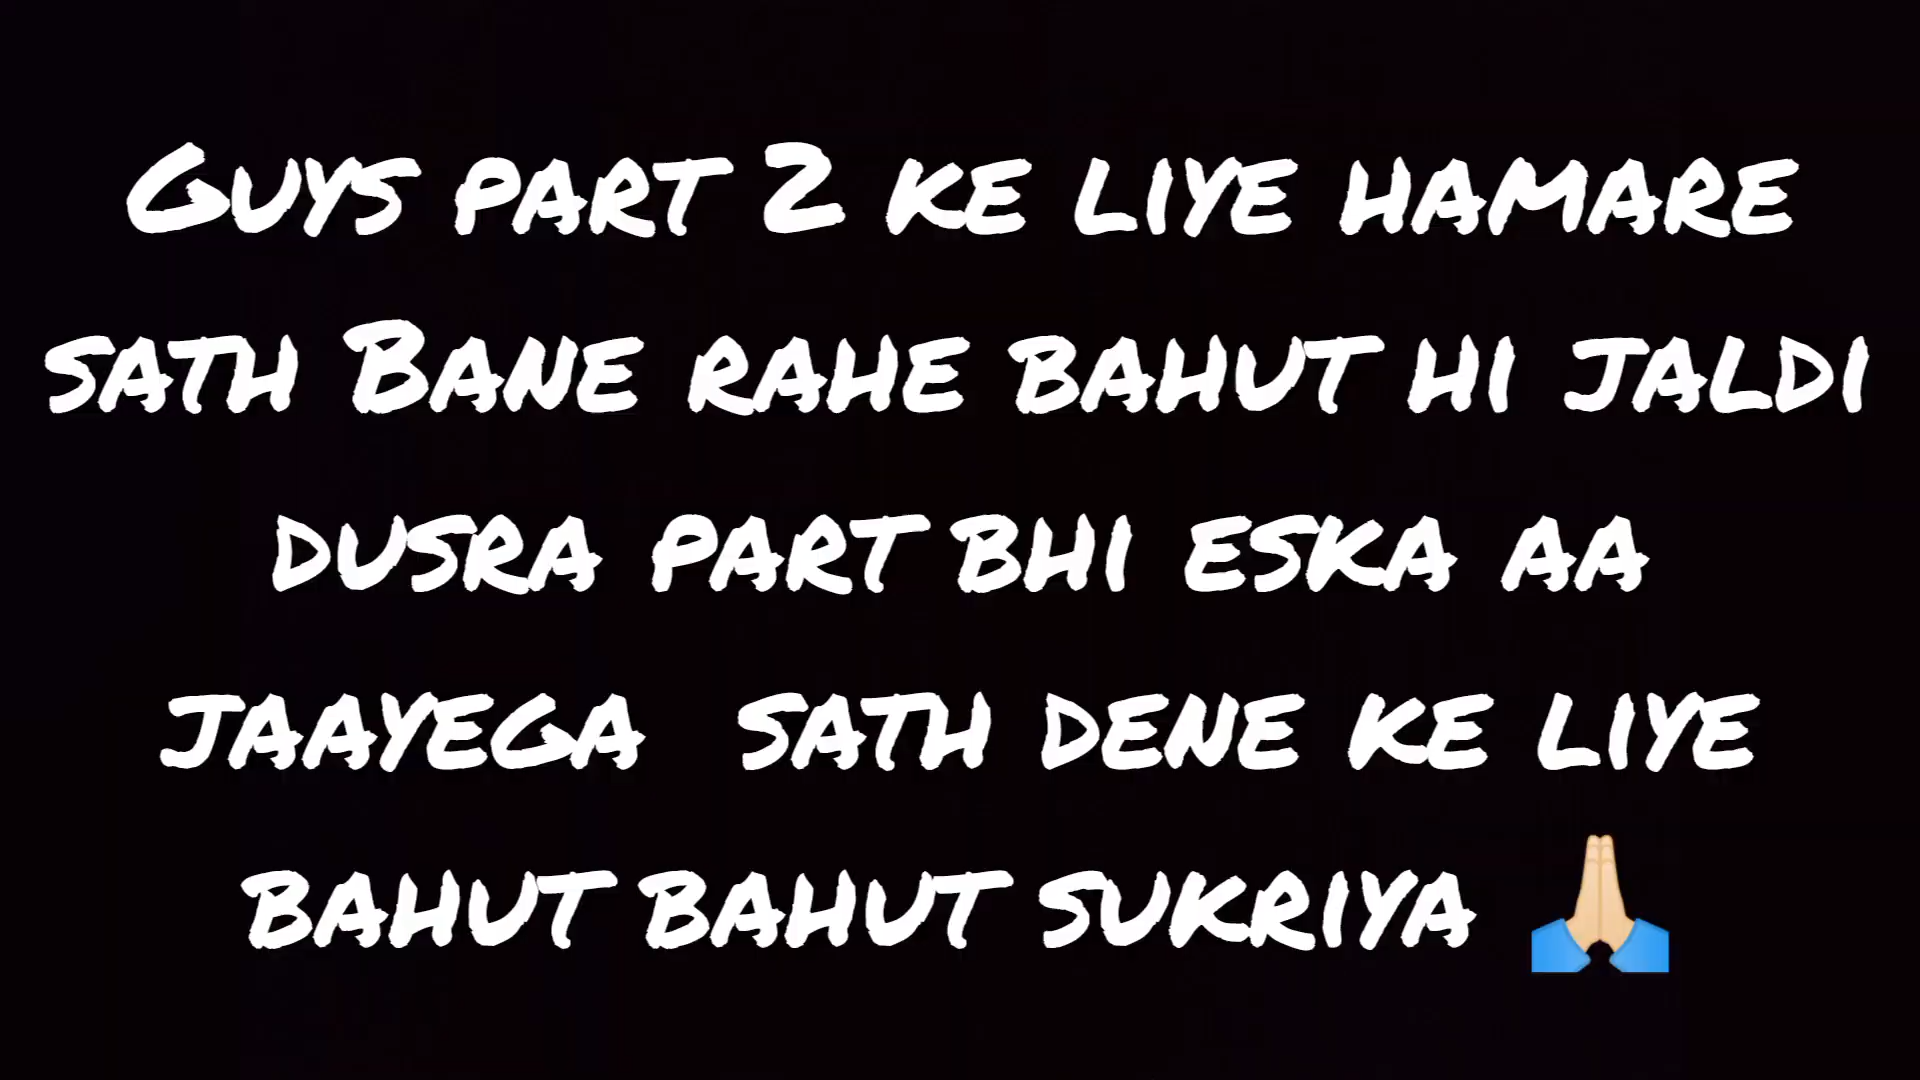 Guys part 2 ke liye hamare
sath Bane rahe bahut hi jaldi
dusra part bhi eska aa
jaayega  sath dene ke liye
bahut bahut sukriya 🙏🏻